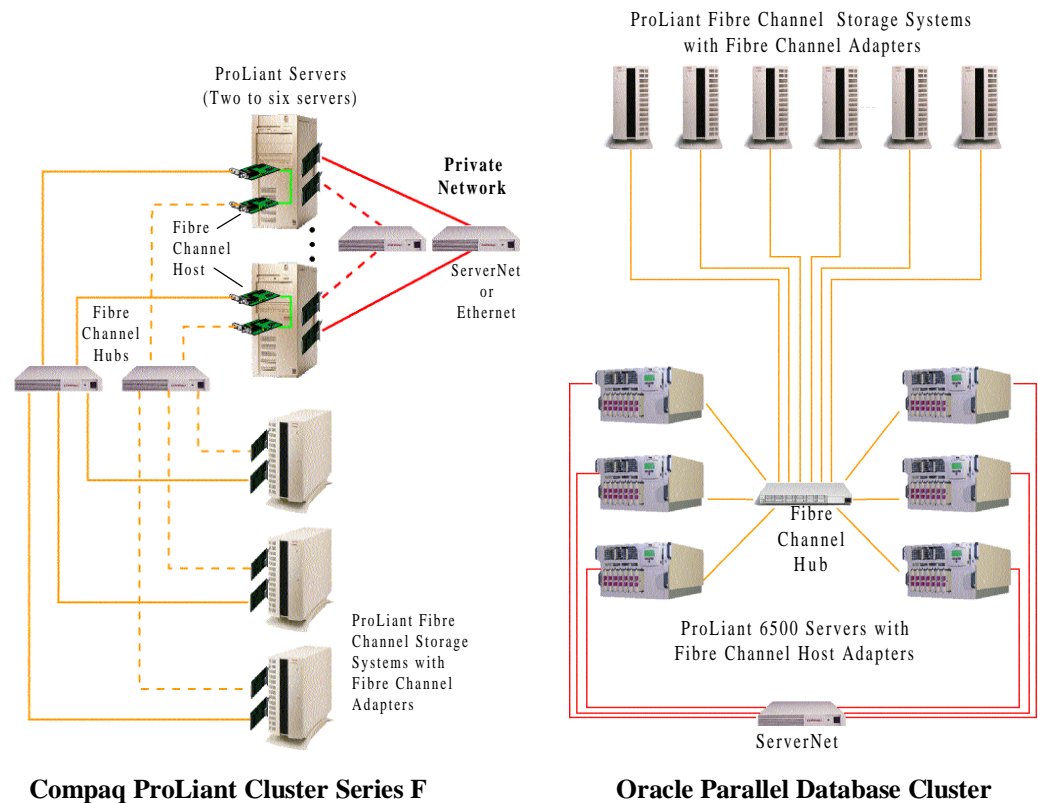 ProLiant Fibre Channel Storage Systems
with Fibre Channel Adapters
ProLiant Servers
(Two to six servers)
Private
Network
Fibre
Channel
Host
ServerNet
or
Ethernet
Fibre
Channel
Hubs
Fibre
Channel
Hub
ProLiant Fibre
Channel Storage
Systems with
Fibre Channel
Adapters
ProLiant 6500 Servers with
Fibre Channel Host Adapters
ServerNet
Compaq ProLiant Cluster Series F
Oracle Parallel Database Cluster